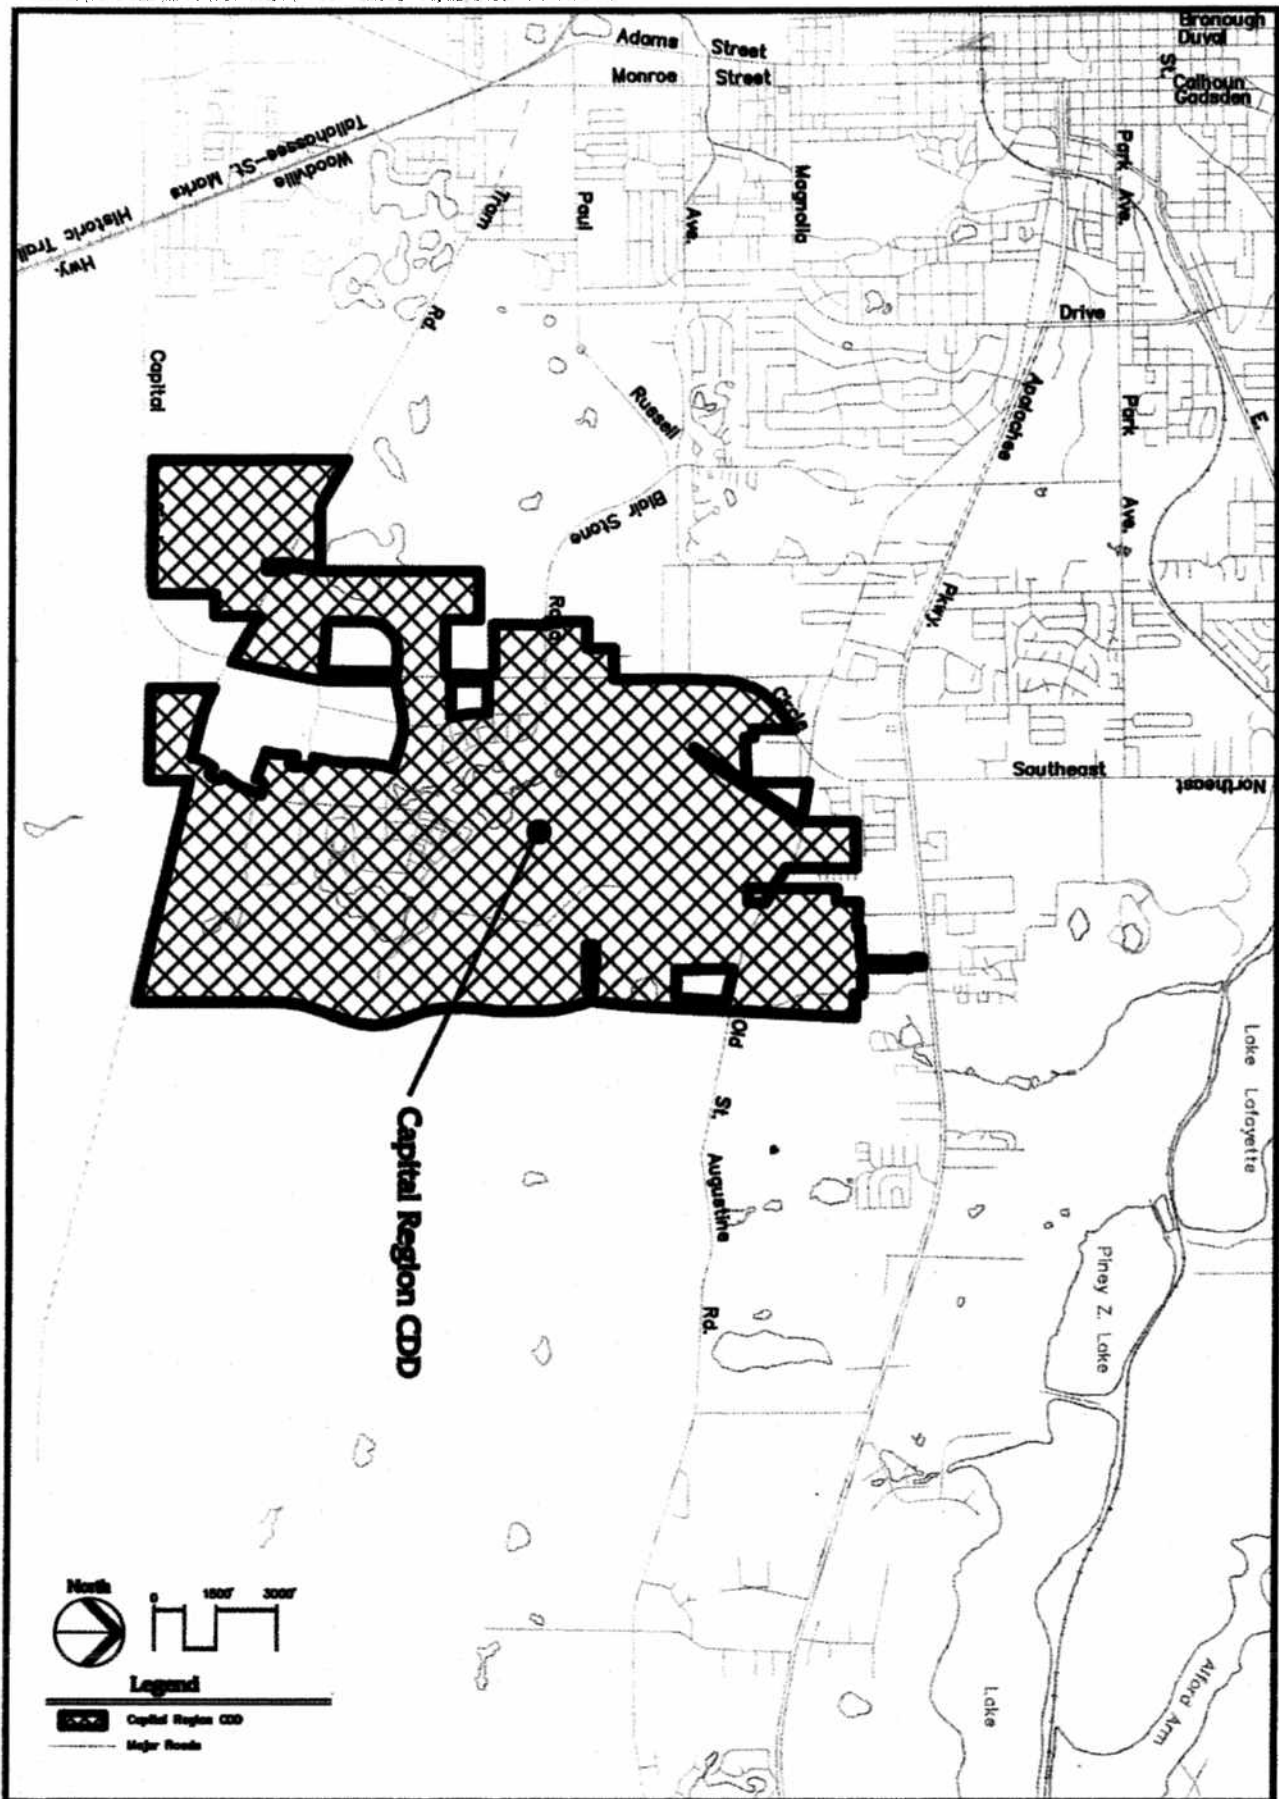 Bronough
Duval
St.
Calhoun
Gadsden
Adams Street
Monroe Street
Tallahassee-St. Marks
Historic Trail
Woodville
Hwy.
Tram
Rd.
Paul
Russell
Ave.
Magnolia
Park Ave.
Drive
Apalachee
Pkwy.
Park
Ave.
E.
Capital
Blair Stone
Rd.
Circle
Southeast
Northeast
Old
St.
Augustine
Rd.
Lake Lafayette
Piney Z. Lake
Lake
Alford Arm
Capital Region CDD
North
0 1500' 3000'
Legend
Capital Region CDD
Major Roads